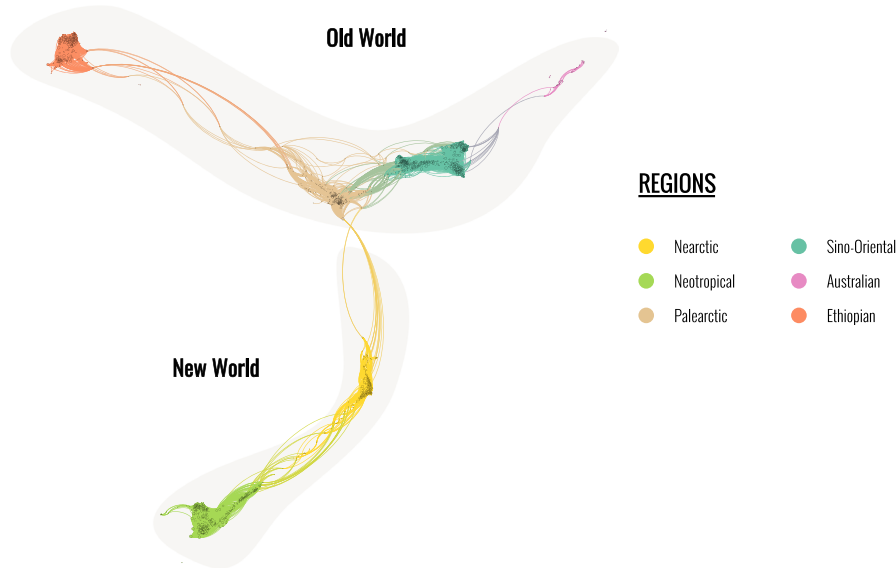 Old World
New World
REGIONS
Nearctic
Neotropical
Palearctic
Sino-Oriental
Australian
Ethiopian